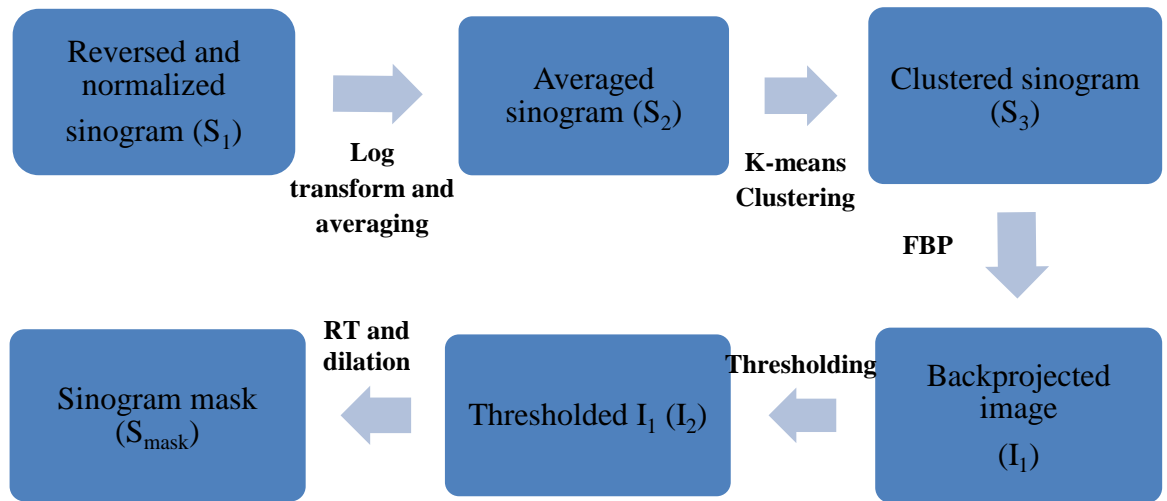 Reversed and
normalized
sinogram (S₁)
Log
transform and
averaging
Averaged
sinogram (S₂)
K-means
Clustering
Clustered sinogram
(S₃)
FBP
Backprojected
image
(I₁)
Thresholding
Thresholded I₁ (I₂)
RT and
dilation
Sinogram mask
(Sₘₐₛₖ)